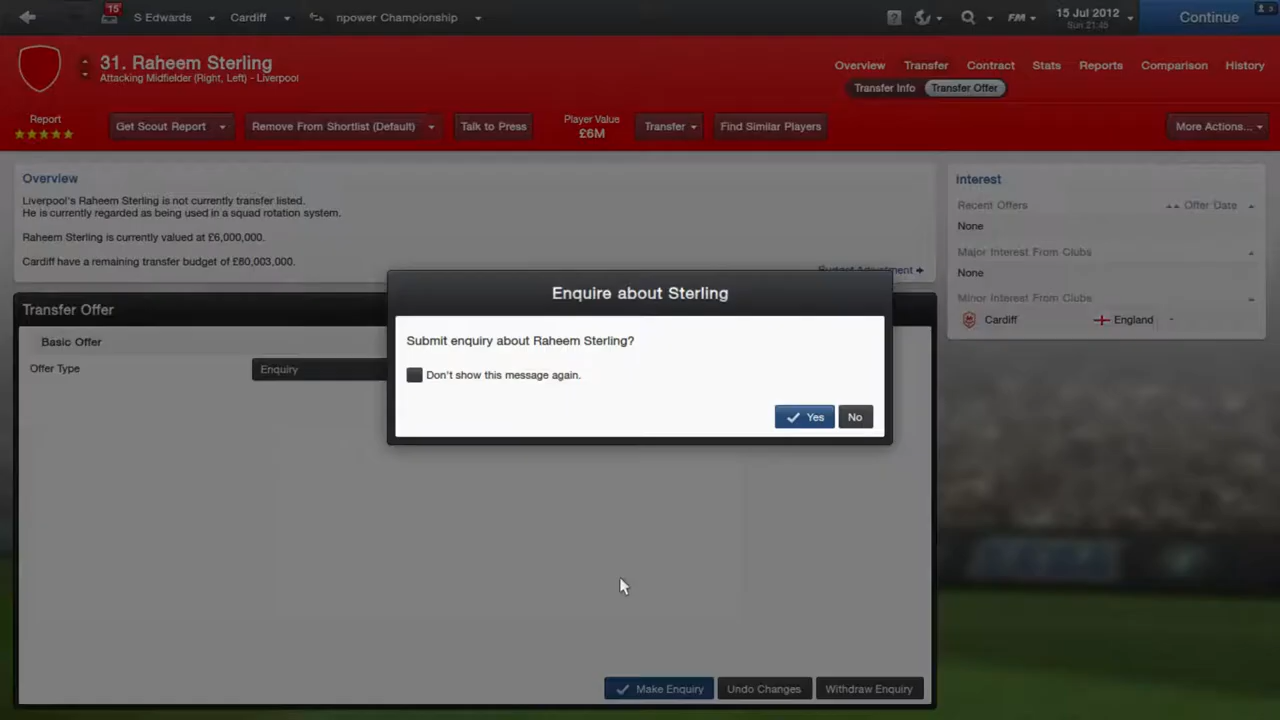 15
S Edwards
Cardiff
npower Championship
?
FM
15 Jul 2012
Sun 21:45
Continue
3
31. Raheem Sterling
Attacking Midfielder (Right, Left) - Liverpool
Overview Transfer Contract Stats Reports Comparison History
Transfer Info Transfer Offer
Report
Get Scout Report
Remove From Shortlist (Default)
Talk to Press
Player Value
£6M
Transfer
Find Similar Players
More Actions...
Overview
Liverpool's Raheem Sterling is not currently transfer listed.
He is currently regarded as being used in a squad rotation system.
Raheem Sterling is currently valued at £6,000,000.
Cardiff have a remaining transfer budget of £80,003,000.
Budget Adjustment
Interest
Recent Offers Offer Date
None
Major Interest From Clubs
None
Minor Interest From Clubs
Cardiff England -
Transfer Offer
Basic Offer
Offer Type Enquiry
Enquire about Sterling
Submit enquiry about Raheem Sterling?
Don't show this message again.
Yes No
Make Enquiry Undo Changes Withdraw Enquiry